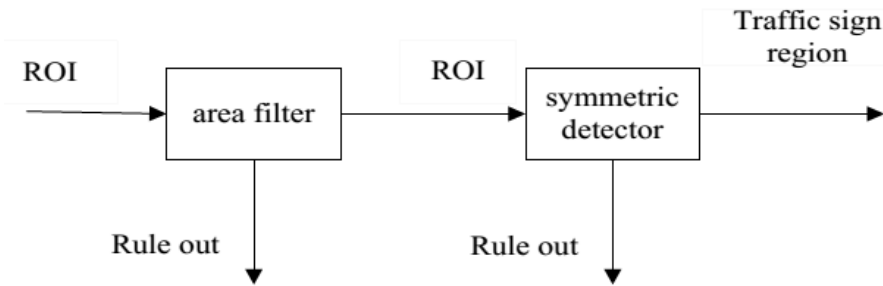 ROI
area filter
Rule out
ROI
symmetric
detector
Rule out
Traffic sign
region